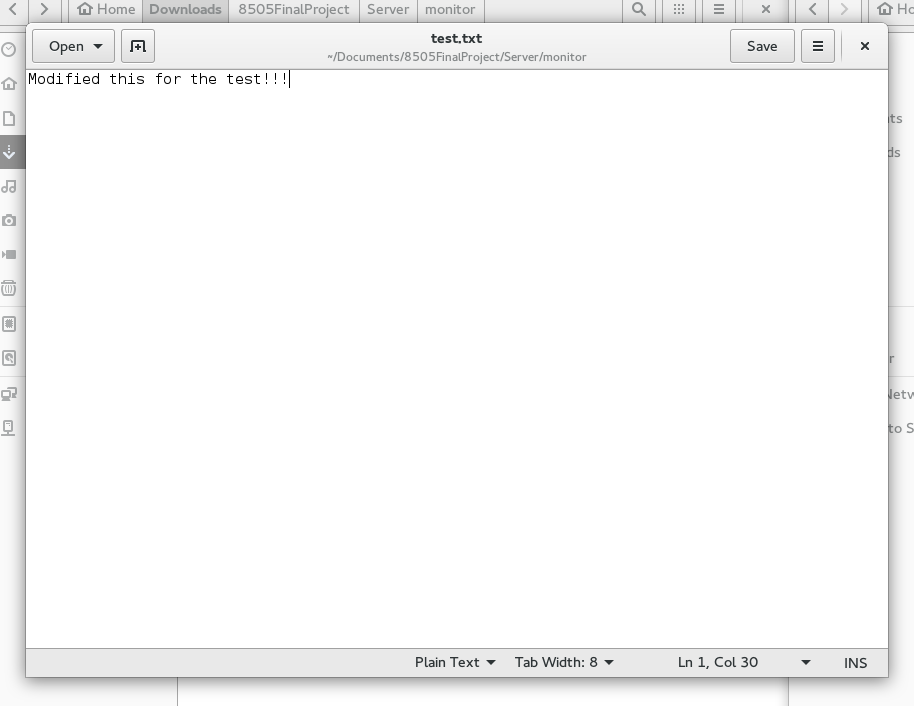 Home Downloads 8505FinalProject Server monitor
Open
test.txt
~/Documents/8505FinalProject/Server/monitor
Save
Modified this for the test!!!
Plain Text Tab Width: 8 Ln 1, Col 30 INS
to S